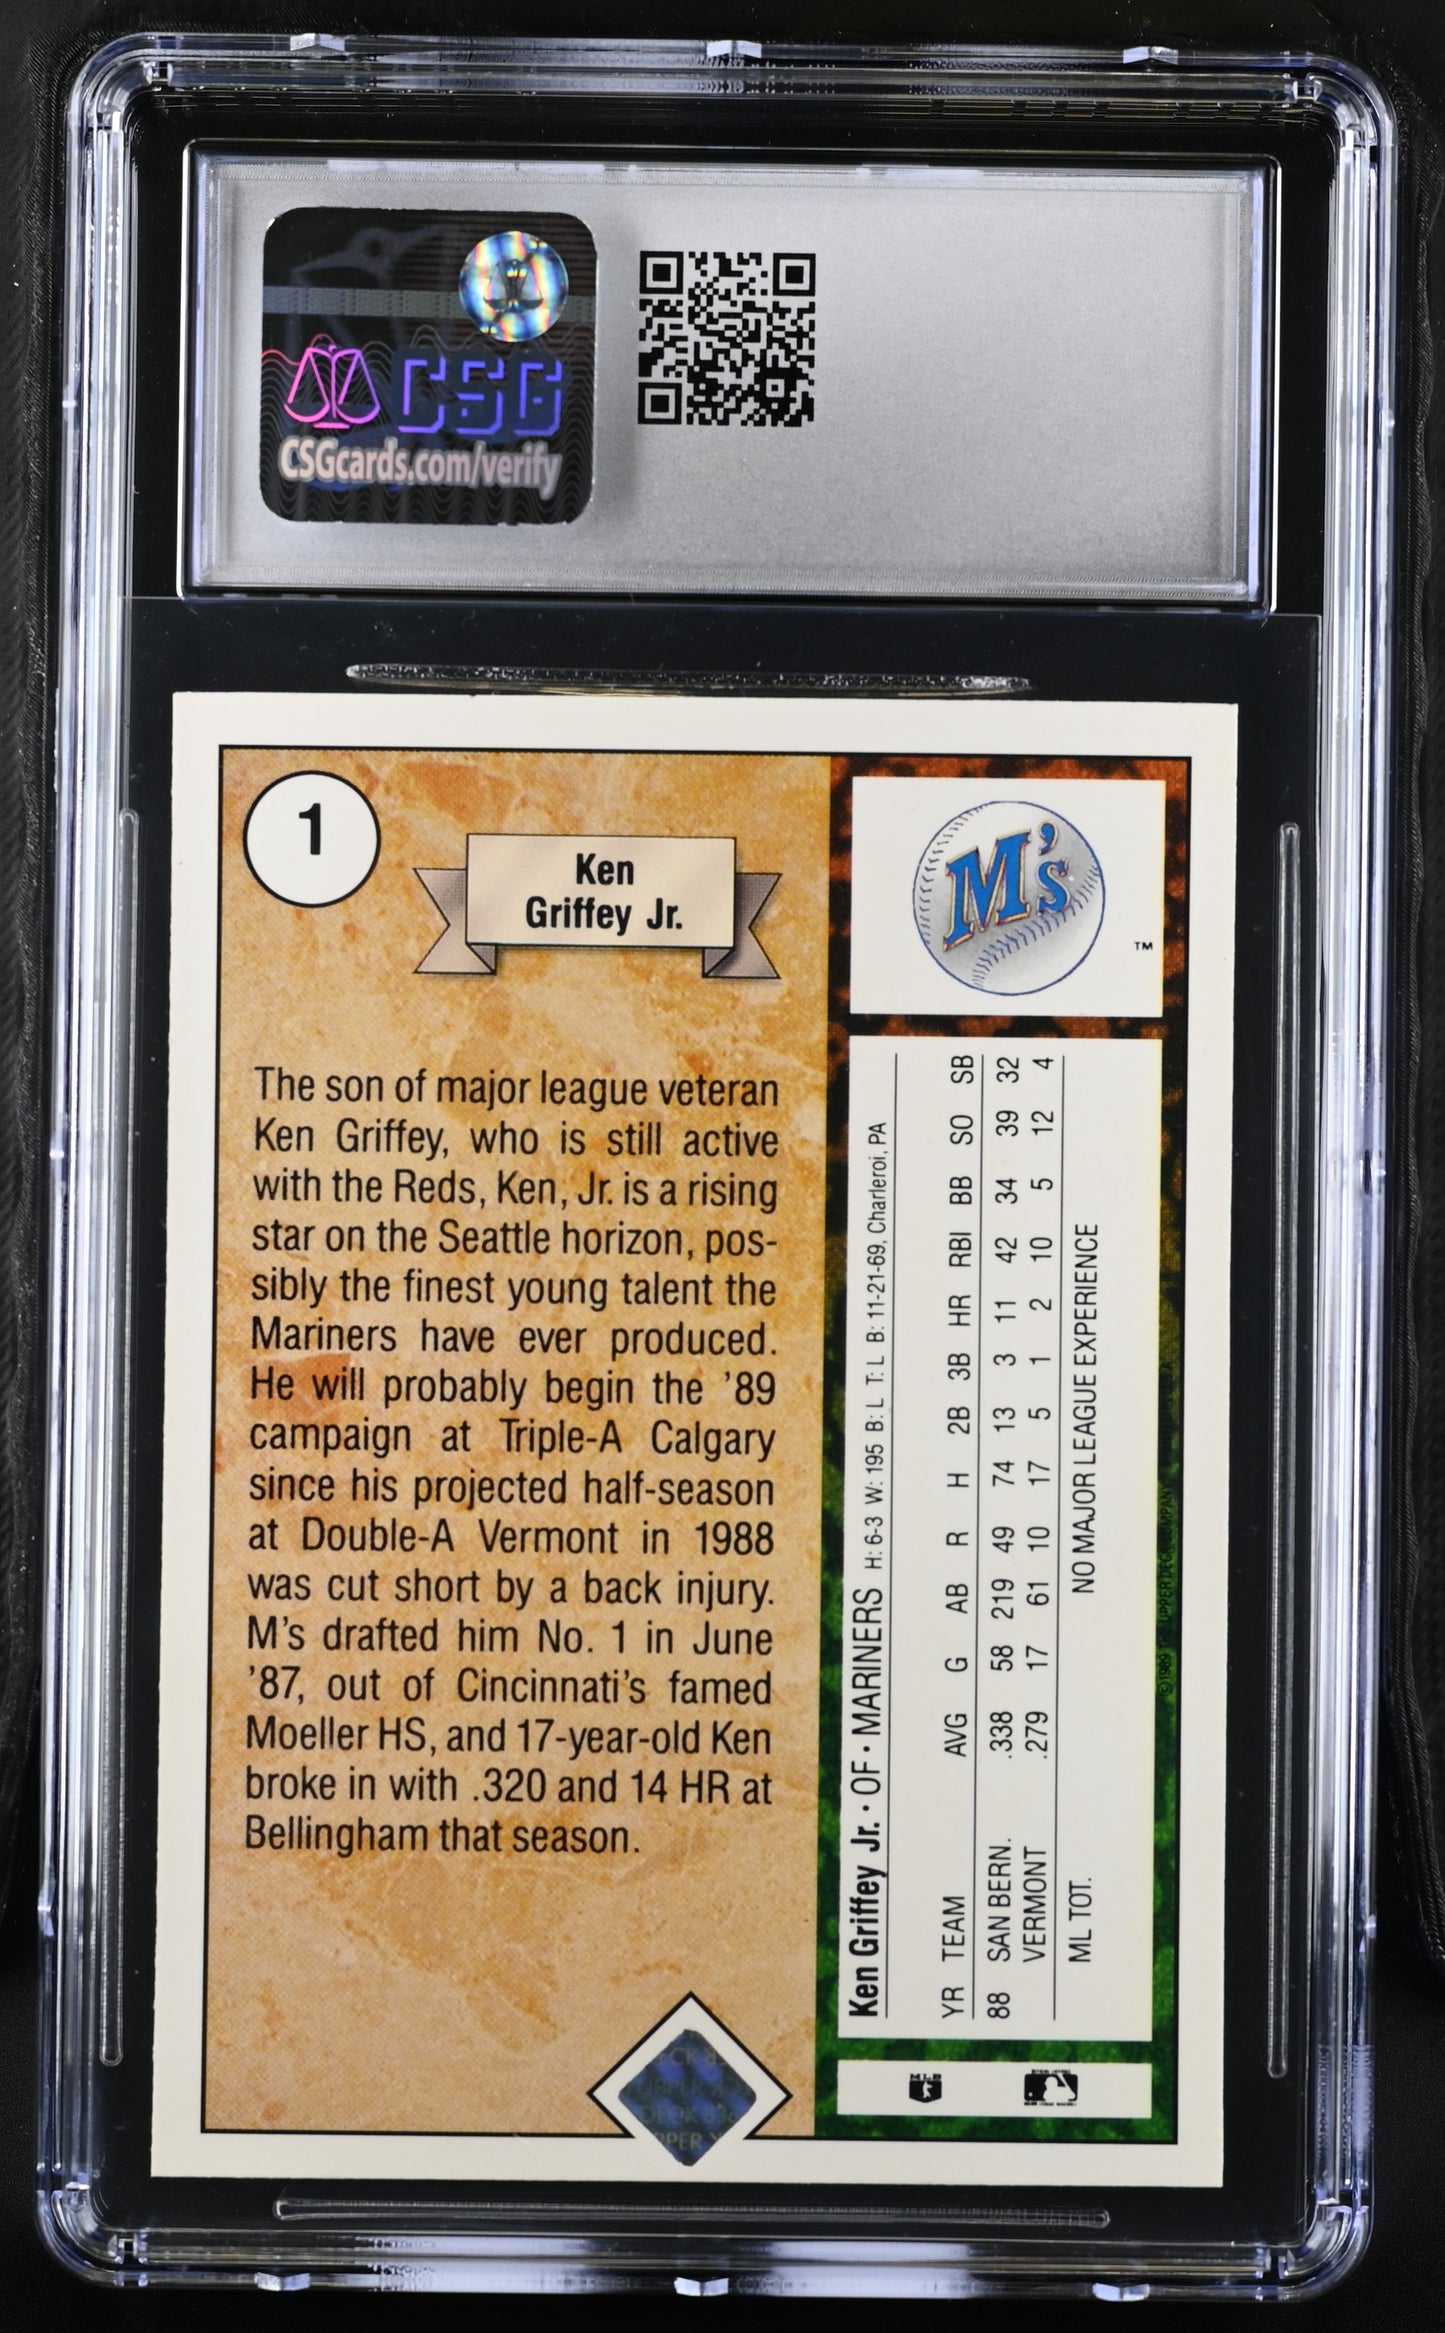 CSG
CSGcards.com/verify
1
Ken
Griffey Jr.
The son of major league veteran
Ken Griffey, who is still active
with the Reds, Ken, Jr. is a rising
star on the Seattle horizon, pos-
sibly the finest young talent the
Mariners have ever produced.
He will probably begin the '89
campaign at Triple-A Calgary
since his projected half-season
at Double-A Vermont in 1988
was cut short by a back injury.
M's drafted him No. 1 in June
'87, out of Cincinnati's famed
Moeller HS, and 17-year-old Ken
broke in with .320 and 14 HR at
Bellingham that season.
M's
TM
Ken Griffey Jr. • OF • MARINERS H: 6-3 W: 195 B: L T: L B: 11-21-69, Charleroi, PA
YR TEAM AVG G AB R H 2B 3B HR RBI BB SO SB
88 SAN BERN. .338 58 219 49 74 13 3 11 42 34 39 32
VERMONT .279 17 61 10 17 5 1 2 10 5 12 4
ML TOT. NO MAJOR LEAGUE EXPERIENCE
©1989 UPPER DECK COMPANY